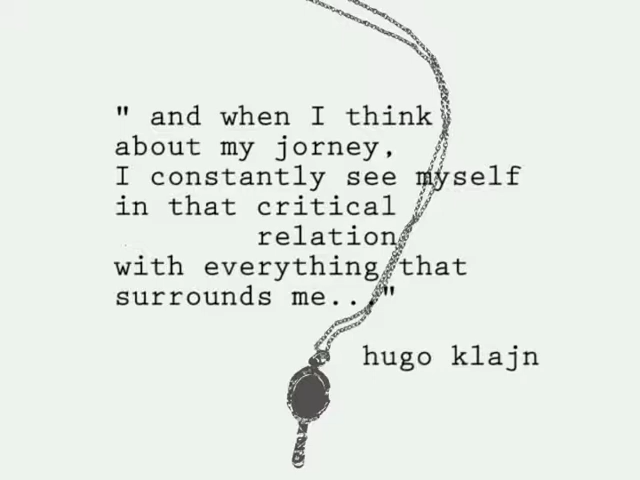 " and when I think
about my jorney,
I constantly see myself
in that critical
relation
with everything that
surrounds me..."
hugo klajn